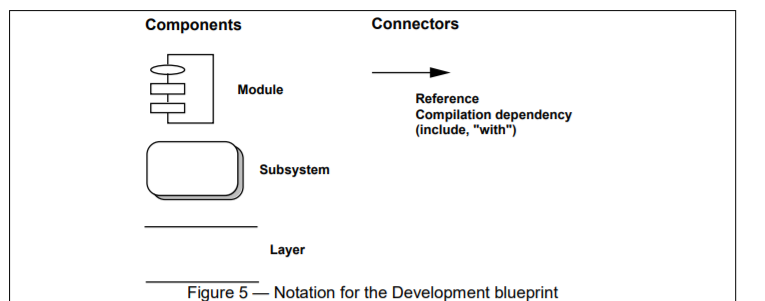 Components
Connectors
Module
Reference
Compilation dependency
(include, "with")
Subsystem
Layer
Figure 5 — Notation for the Development blueprint